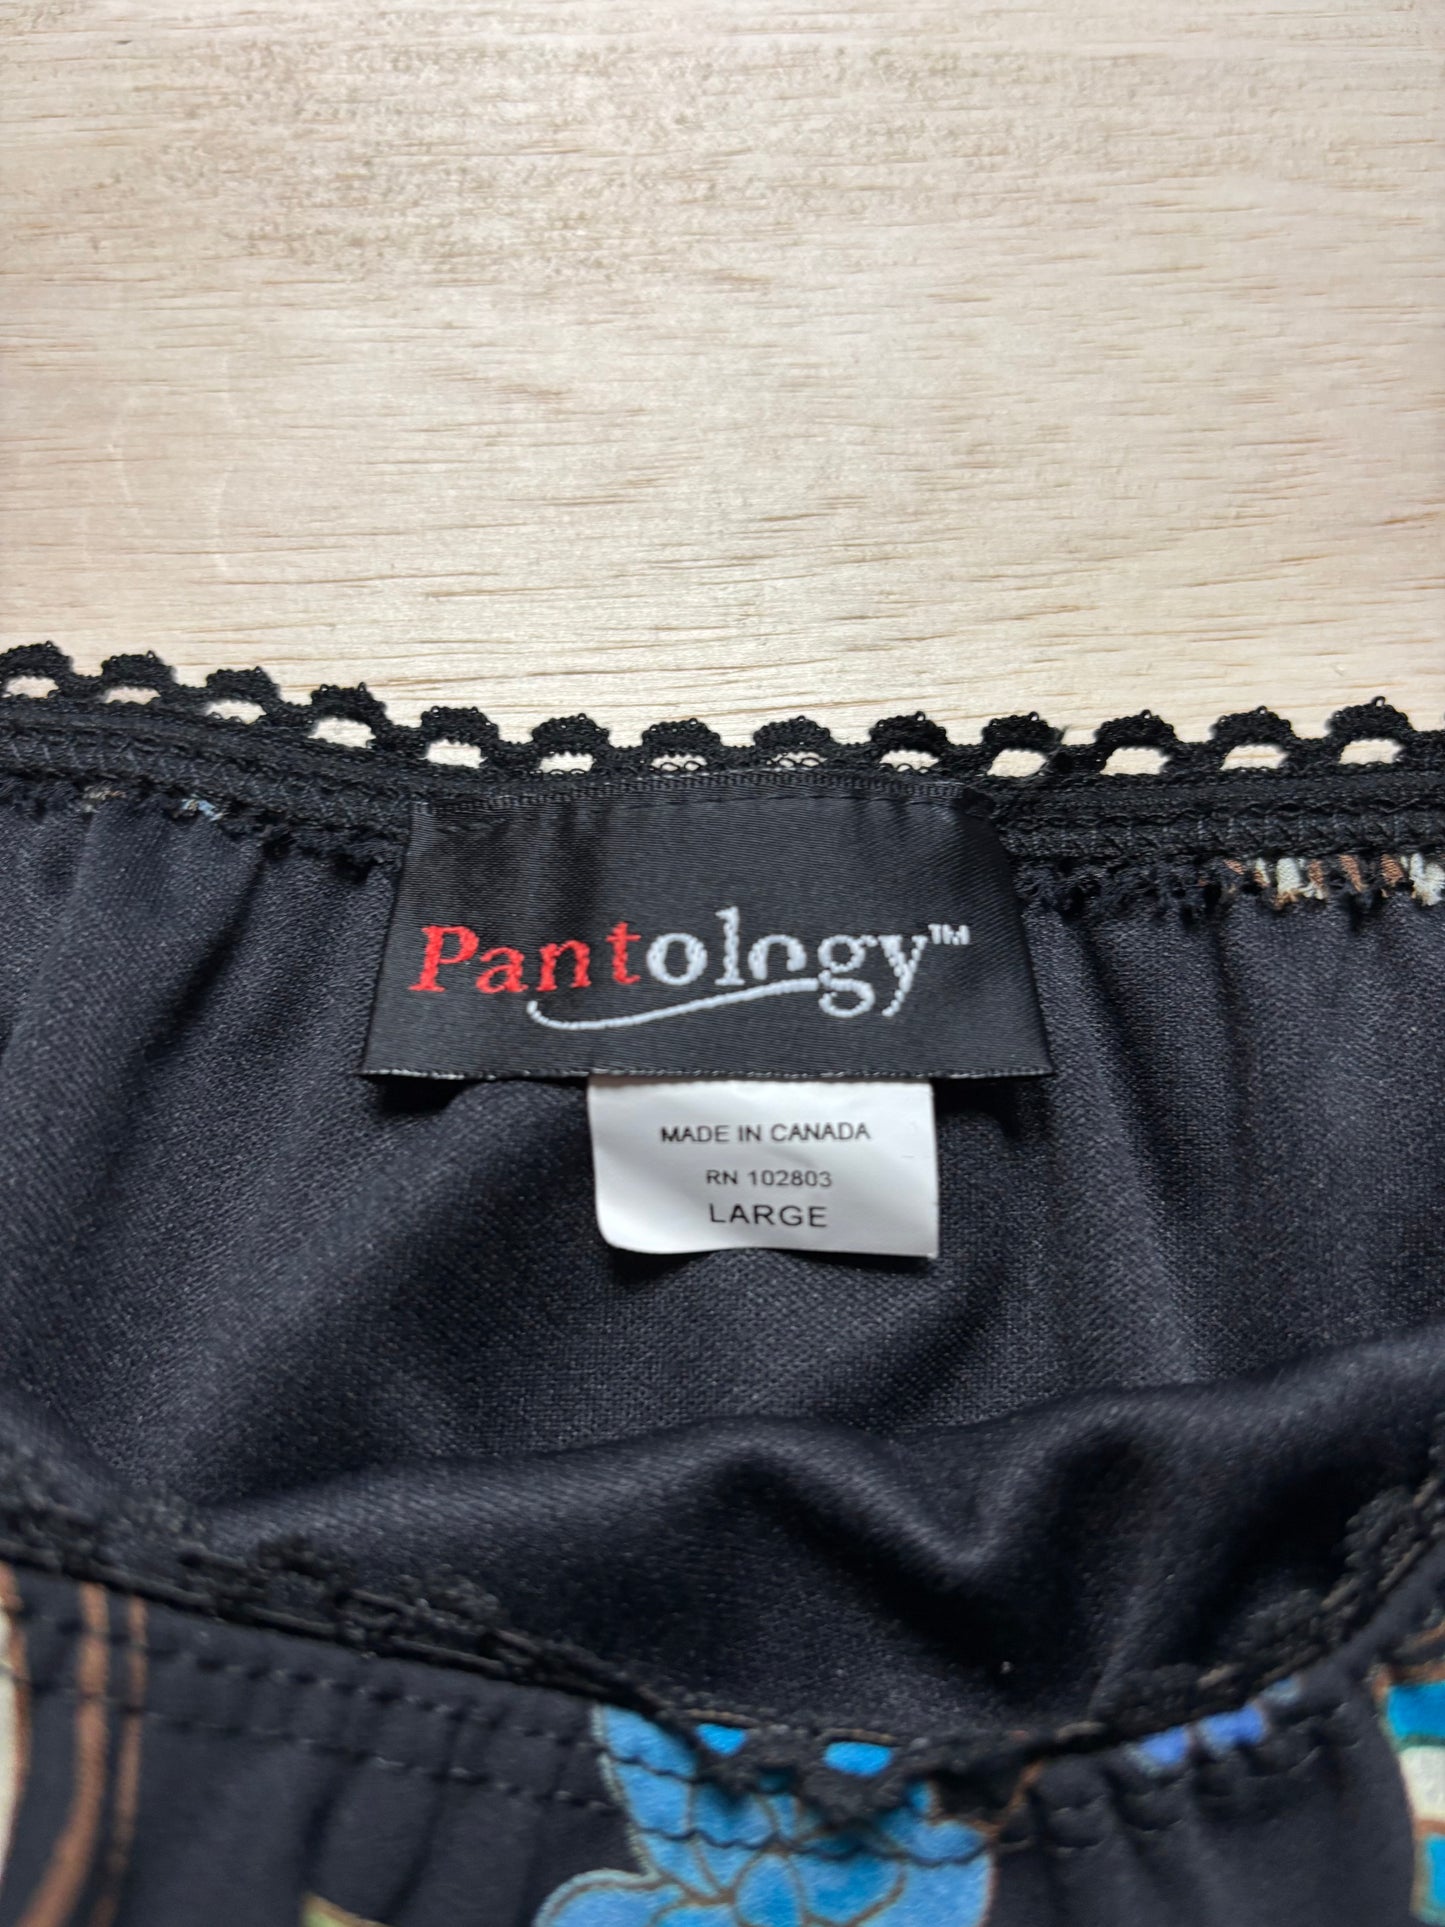 Pantology™
MADE IN CANADA
RN 102803
LARGE